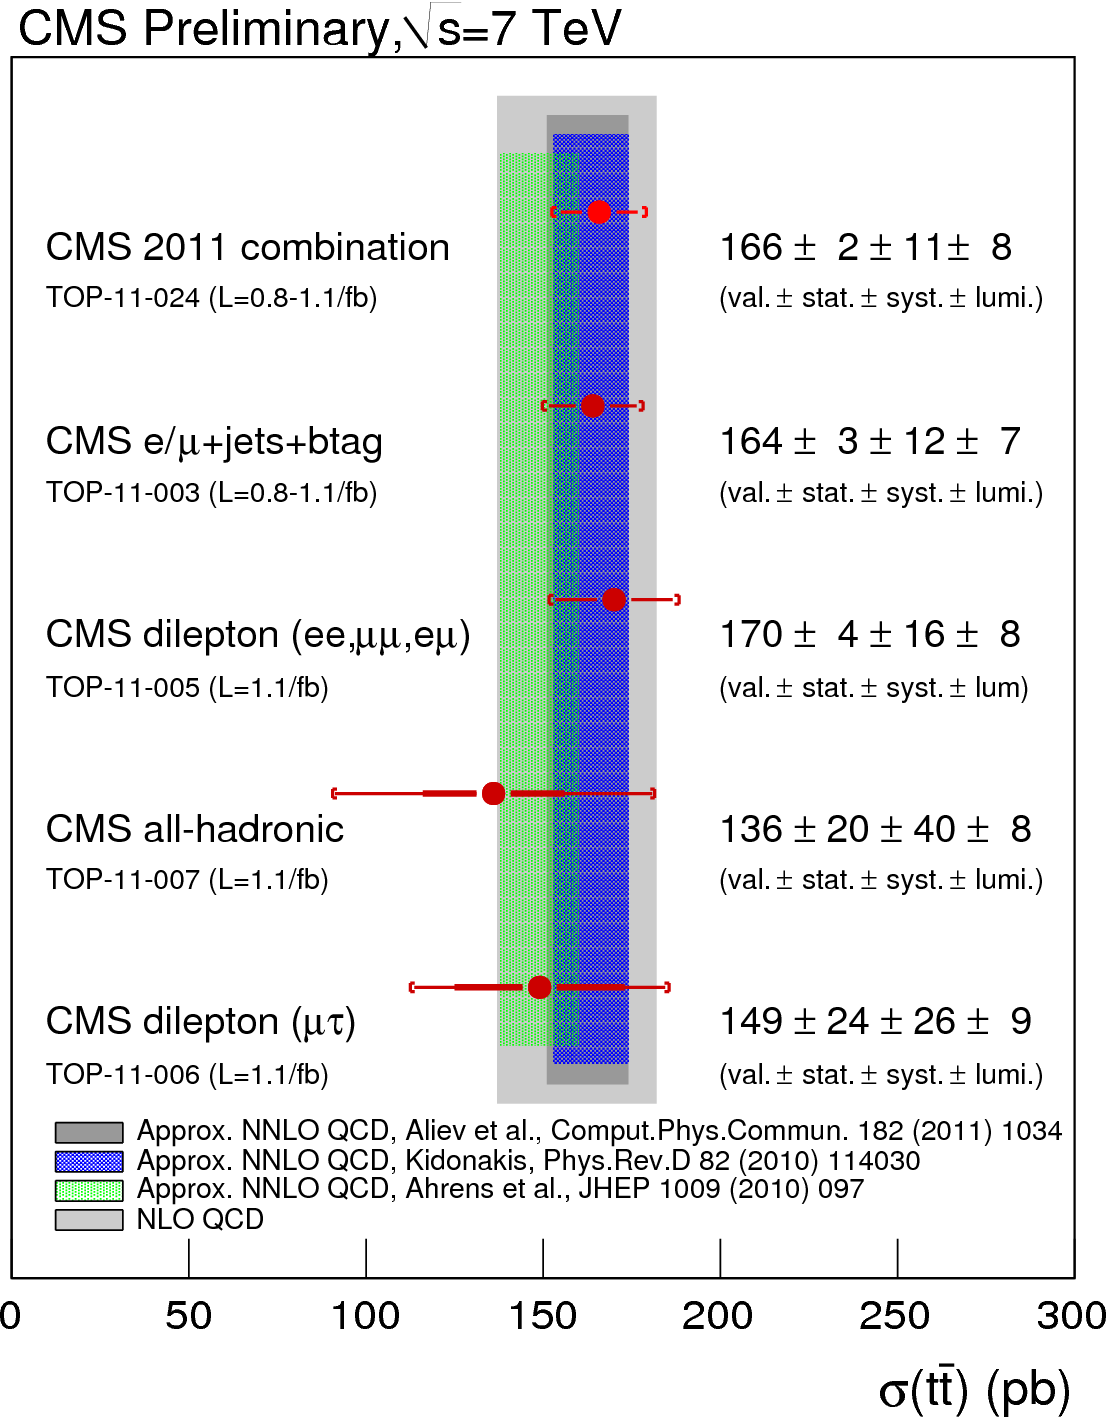 CMS Preliminary,√s=7 TeV
CMS 2011 combination 166 ± 2 ± 11± 8
TOP-11-024 (L=0.8-1.1/fb) (val.± stat.± syst.± lumi.)
CMS e/μ+jets+btag 164 ± 3 ± 12 ± 7
TOP-11-003 (L=0.8-1.1/fb) (val.± stat.± syst.± lumi.)
CMS dilepton (ee,μμ,eμ) 170 ± 4 ± 16 ± 8
TOP-11-005 (L=1.1/fb) (val.± stat.± syst.± lum)
CMS all-hadronic 136 ± 20 ± 40 ± 8
TOP-11-007 (L=1.1/fb) (val.± stat.± syst.± lumi.)
CMS dilepton (μτ) 149 ± 24 ± 26 ± 9
TOP-11-006 (L=1.1/fb) (val.± stat.± syst.± lumi.)
Approx. NNLO QCD, Aliev et al., Comput.Phys.Commun. 182 (2011) 1034
Approx. NNLO QCD, Kidonakis, Phys.Rev.D 82 (2010) 114030
Approx. NNLO QCD, Ahrens et al., JHEP 1009 (2010) 097
NLO QCD
0 50 100 150 200 250 300
σ(tt̄) (pb)